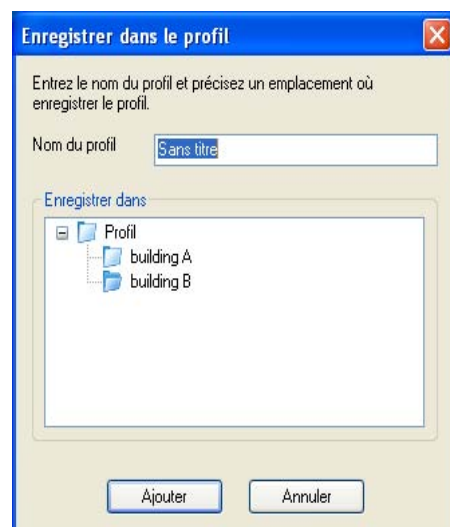 Enregistrer dans le profil
Entrez le nom du profil et précisez un emplacement où
enregistrer le profil.
Nom du profil Sans titre
Enregistrer dans
Profil
building A
building B
Ajouter Annuler